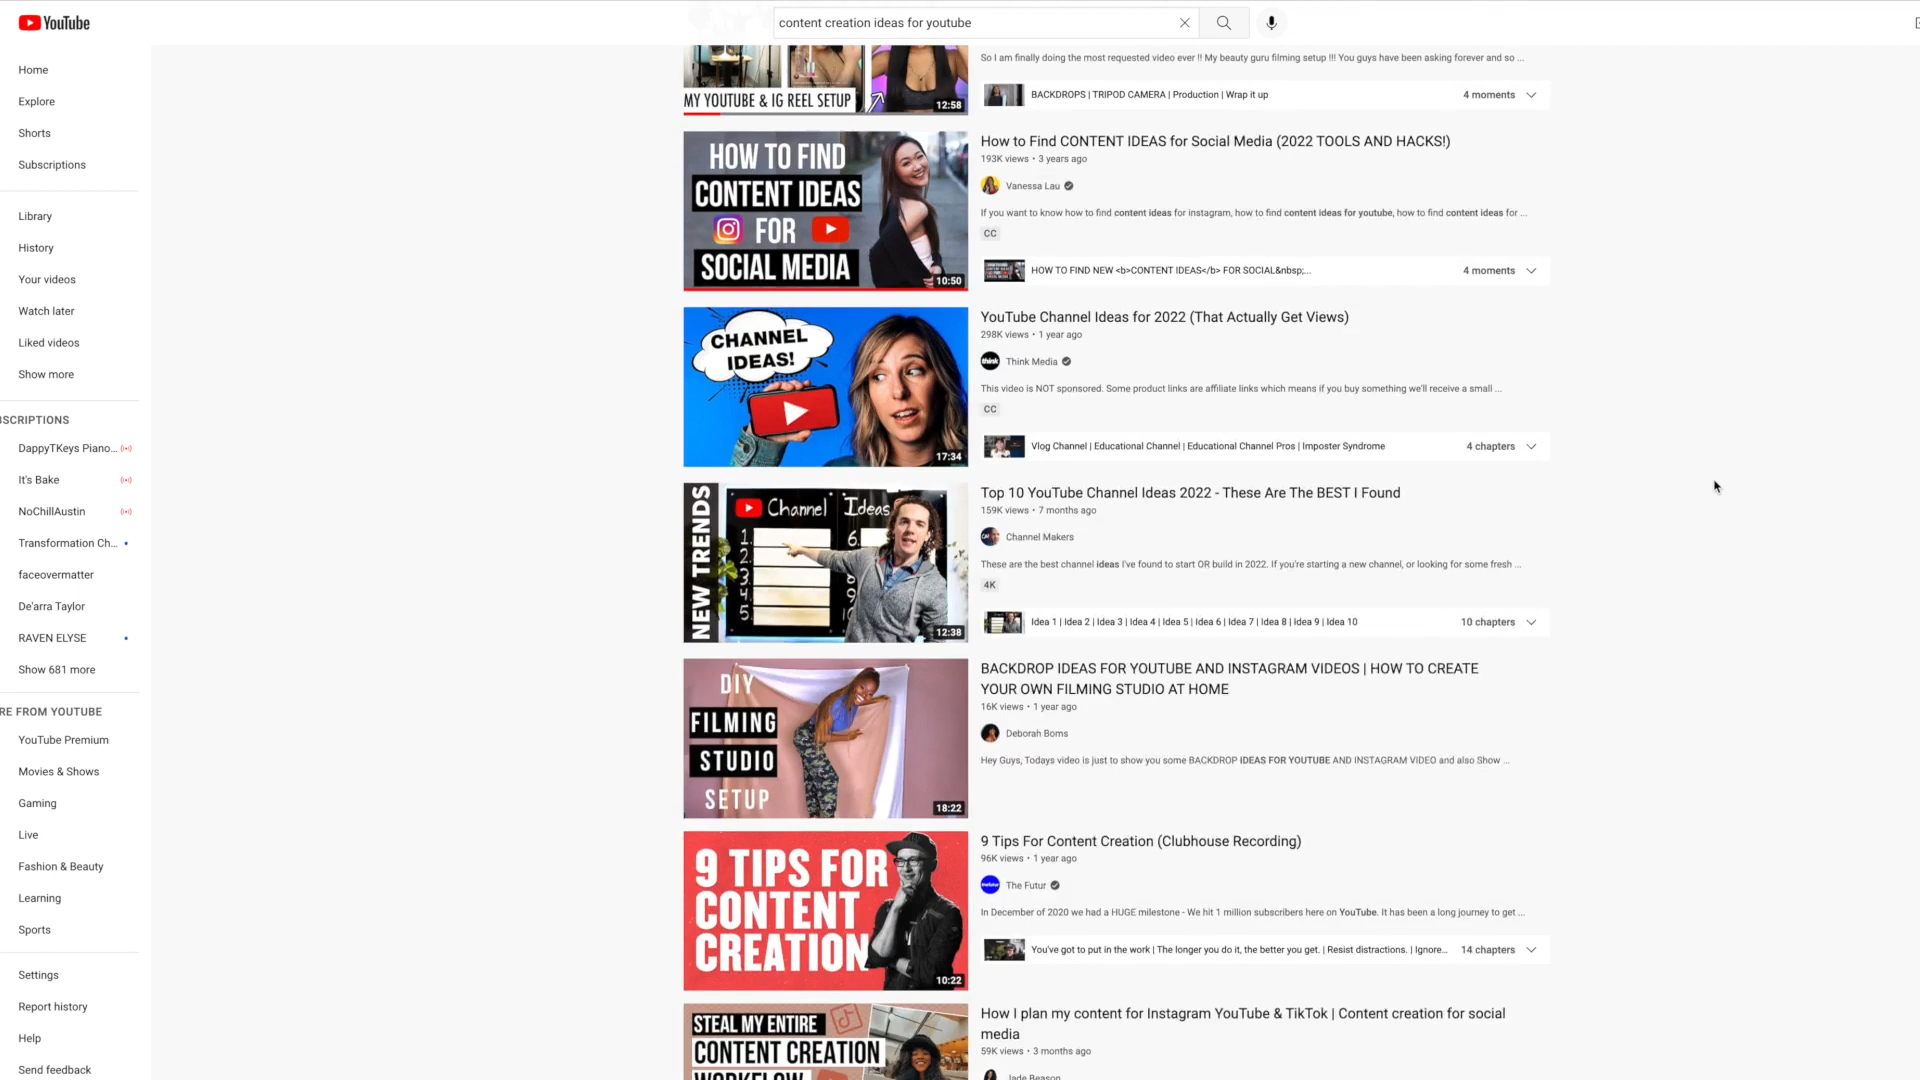 YouTube
content creation ideas for youtube
Home
Explore
Shorts
Subscriptions
Library
History
Your videos
Watch later
Liked videos
Show more
SCRIPTIONS
DappyTKeys Piano...
It's Bake
NoChillAustin
Transformation Ch...
faceovermatter
De'arra Taylor
RAVEN ELYSE
Show 681 more
RE FROM YOUTUBE
YouTube Premium
Movies & Shows
Gaming
Live
Fashion & Beauty
Learning
Sports
Settings
Report history
Help
Send feedback
MY YOUTUBE & IG REEL SETUP
12:58
So I am finally doing the most requested video ever !! My beauty guru filming setup !!! You guys have been asking forever and so ...
BACKDROPS | TRIPOD CAMERA | Production | Wrap it up
4 moments
HOW TO FIND
CONTENT IDEAS
FOR
SOCIAL MEDIA
10:50
How to Find CONTENT IDEAS for Social Media (2022 TOOLS AND HACKS!)
193K views • 3 years ago
Vanessa Lau
If you want to know how to find content ideas for instagram, how to find content ideas for youtube, how to find content ideas for ...
CC
HOW TO FIND NEW <b>CONTENT IDEAS</b> FOR SOCIAL&nbsp;...
4 moments
CHANNEL
IDEAS!
17:34
YouTube Channel Ideas for 2022 (That Actually Get Views)
298K views • 1 year ago
think
Think Media
This video is NOT sponsored. Some product links are affiliate links which means if you buy something we'll receive a small ...
CC
Vlog Channel | Educational Channel | Educational Channel Pros | Imposter Syndrome
4 chapters
NEW TRENDS
Channel Ideas
1.
2.
3.
4.
5.
6.
8
9
12:38
Top 10 YouTube Channel Ideas 2022 - These Are The BEST I Found
159K views • 7 months ago
Channel Makers
These are the best channel ideas I've found to start OR build in 2022. If you're starting a new channel, or looking for some fresh ...
4K
Idea 1 | Idea 2 | Idea 3 | Idea 4 | Idea 5 | Idea 6 | Idea 7 | Idea 8 | Idea 9 | Idea 10
10 chapters
DIY
FILMING
STUDIO
SETUP
18:22
BACKDROP IDEAS FOR YOUTUBE AND INSTAGRAM VIDEOS | HOW TO CREATE
YOUR OWN FILMING STUDIO AT HOME
16K views • 1 year ago
Deborah Boms
Hey Guys, Todays video is just to show you some BACKDROP IDEAS FOR YOUTUBE AND INSTAGRAM VIDEO and also Show ...
9 TIPS FOR
CONTENT
CREATION
10:22
9 Tips For Content Creation (Clubhouse Recording)
96K views • 1 year ago
The Futur
In December of 2020 we had a HUGE milestone - We hit 1 million subscribers here on YouTube. It has been a long journey to get ...
You've got to put in the work | The longer you do it, the better you get. | Resist distractions. | Ignore...
14 chapters
STEAL MY ENTIRE
CONTENT CREATION
WORKFLOW
How I plan my content for Instagram YouTube & TikTok | Content creation for social
media
59K views • 3 months ago
Jade Beason